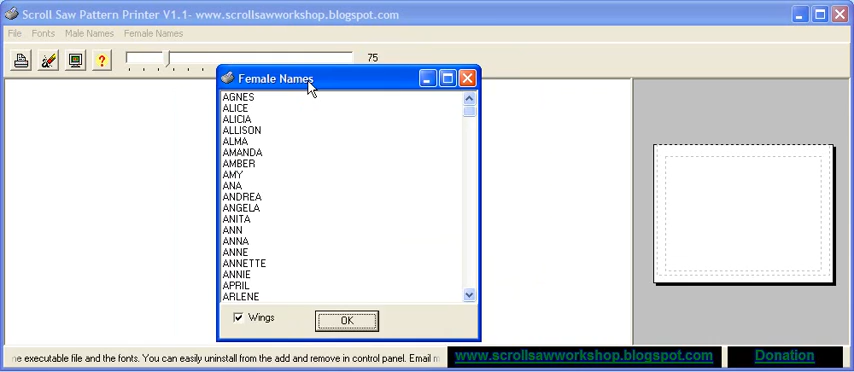 Scroll Saw Pattern Printer V1.1- www.scrollsawworkshop.blogspot.com
File Fonts Male Names Female Names
75
Female Names
AGNES
ALICE
ALICIA
ALLISON
ALMA
AMANDA
AMBER
AMY
ANA
ANDREA
ANGELA
ANITA
ANN
ANNA
ANNE
ANNETTE
ANNIE
APRIL
ARLENE
Wings
OK
ne executable file and the fonts. You can easily uninstall from the add and remove in control panel. Email m
www.scrollsawworkshop.blogspot.com
Donation